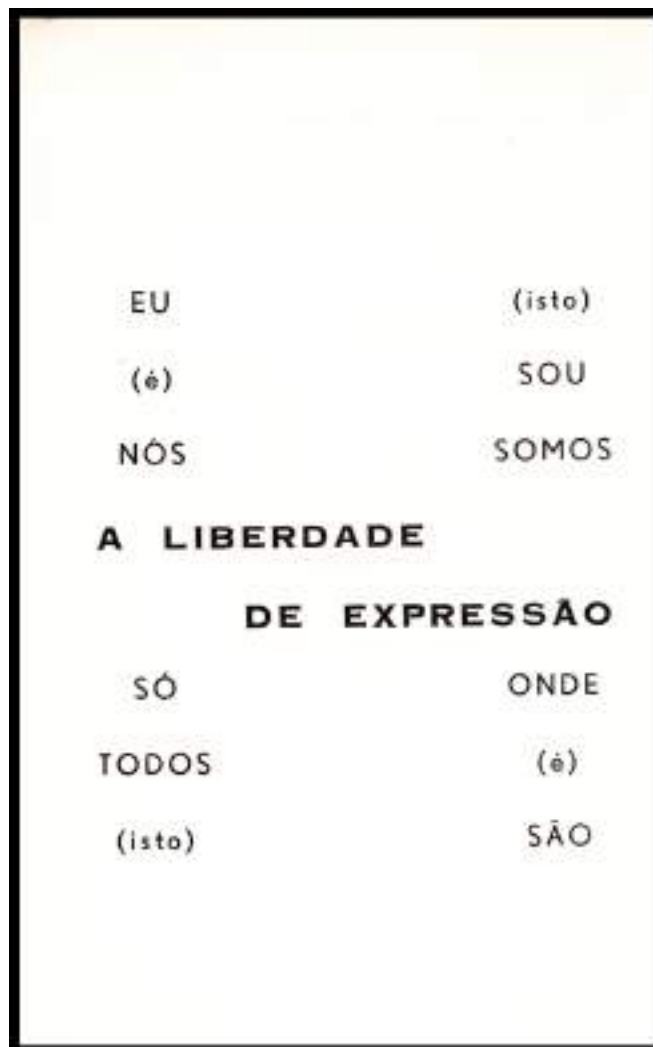 EU (isto)
(é) SOU
NÓS SOMOS
A LIBERDADE
DE EXPRESSÃO
SÓ ONDE
TODOS (é)
(isto) SÃO